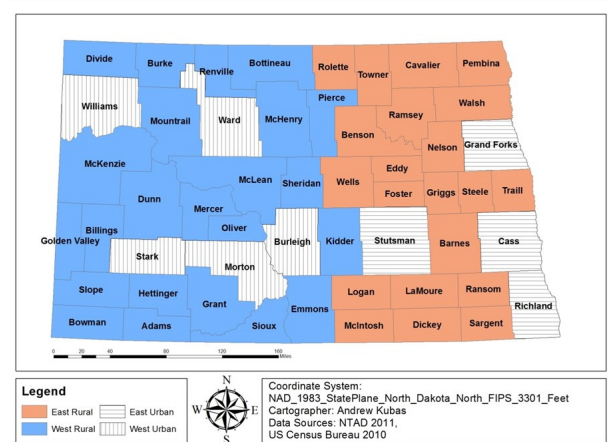 Divide
Burke
Renville
Bottineau
Rolette
Towner
Cavalier
Pembina
Williams
Mountrail
Ward
McHenry
Pierce
Benson
Ramsey
Walsh
Nelson
Grand Forks
McKenzie
Dunn
McLean
Mercer
Oliver
Sheridan
Wells
Eddy
Foster
Griggs
Steele
Traill
Golden Valley
Billings
Stark
Morton
Burleigh
Kidder
Stutsman
Barnes
Cass
Slope
Hettinger
Grant
Sioux
Emmons
Logan
LaMoure
Ransom
Richland
Bowman
Adams
McIntosh
Dickey
Sargent
0 20 40 80 120 160
Miles
Legend
East Rural
East Urban
West Rural
West Urban
N
W
E
S
Coordinate System:
NAD_1983_StatePlane_North_Dakota_North_FIPS_3301_Feet
Cartographer: Andrew Kubas
Data Sources: NTAD 2011,
US Census Bureau 2010